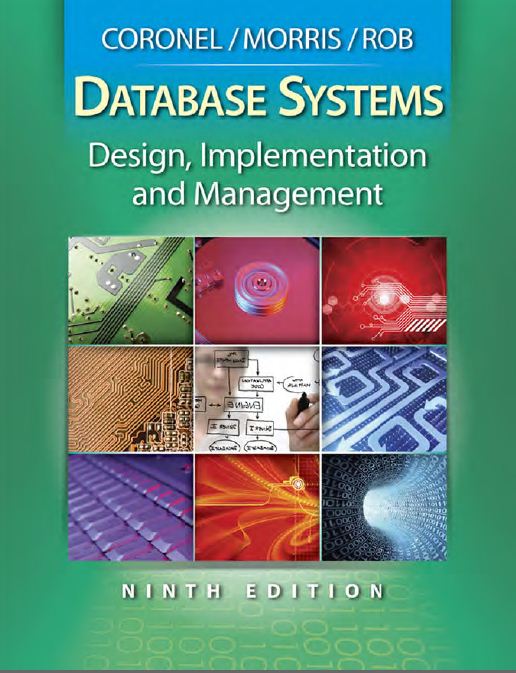 CORONEL / MORRIS / ROB
DATABASE SYSTEMS
Design, Implementation
and Management
NINTH EDITION